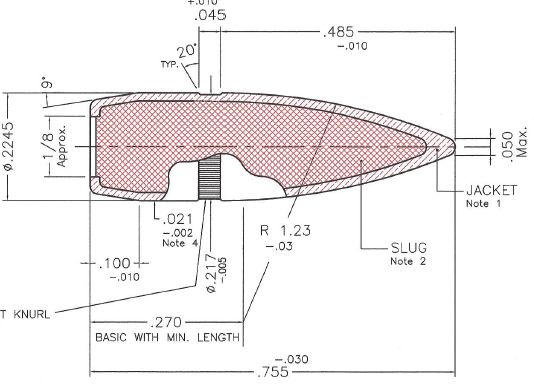 +.010
.045
.485
-.010
20°
TYP.
9°
ø.2245
1/8
Approx.
.050
Max.
JACKET
Note 1
.021
-.002
Note 4
R 1.23
-.03
SLUG
Note 2
.100
-.010
ø.217
-.005
T KNURL
.270
BASIC WITH MIN. LENGTH
-.030
.755